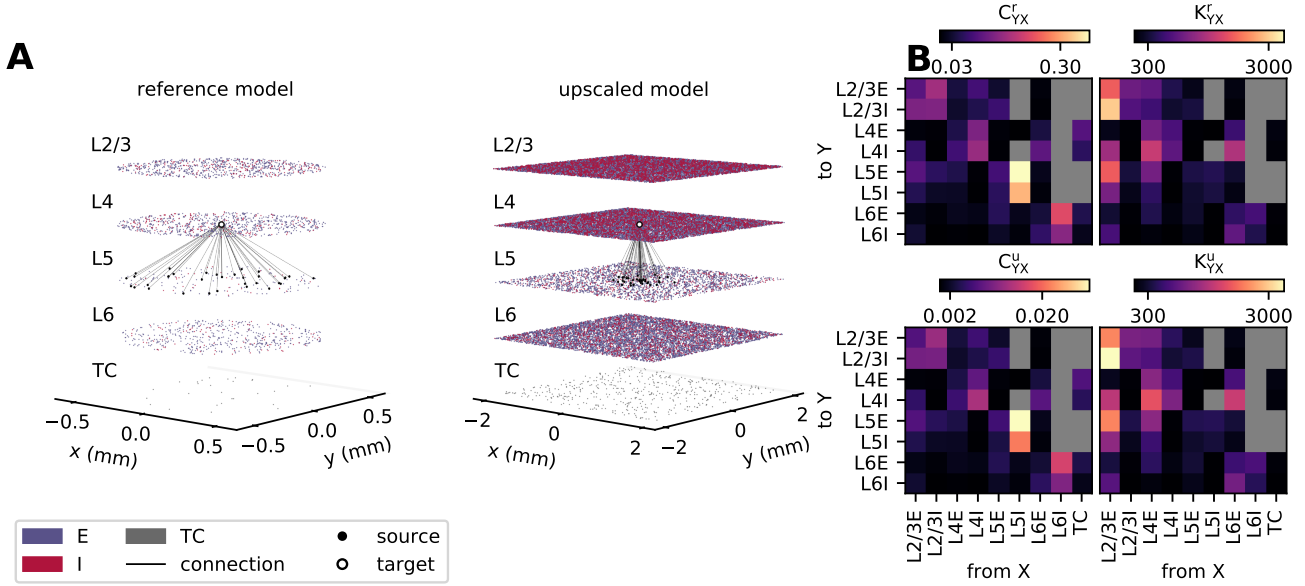 A
reference model
L2/3
L4
L5
L6
TC
−0.5
0.0
0.5
x (mm)
−0.5
0.0
0.5
y (mm)
upscaled model
L2/3
L4
L5
L6
TC
−2
0
2
x (mm)
−2
0
2
y (mm)
E
I
TC
connection
source
target
B
C^r_YX
0.03
0.30
K^r_YX
300
3000
to Y
L2/3E
L2/3I
L4E
L4I
L5E
L5I
L6E
L6I
C^u_YX
0.002
0.020
K^u_YX
300
3000
to Y
L2/3E
L2/3I
L4E
L4I
L5E
L5I
L6E
L6I
L2/3E
L2/3I
L4E
L4I
L5E
L5I
L6E
L6I
TC
from X
L2/3E
L2/3I
L4E
L4I
L5E
L5I
L6E
L6I
TC
from X